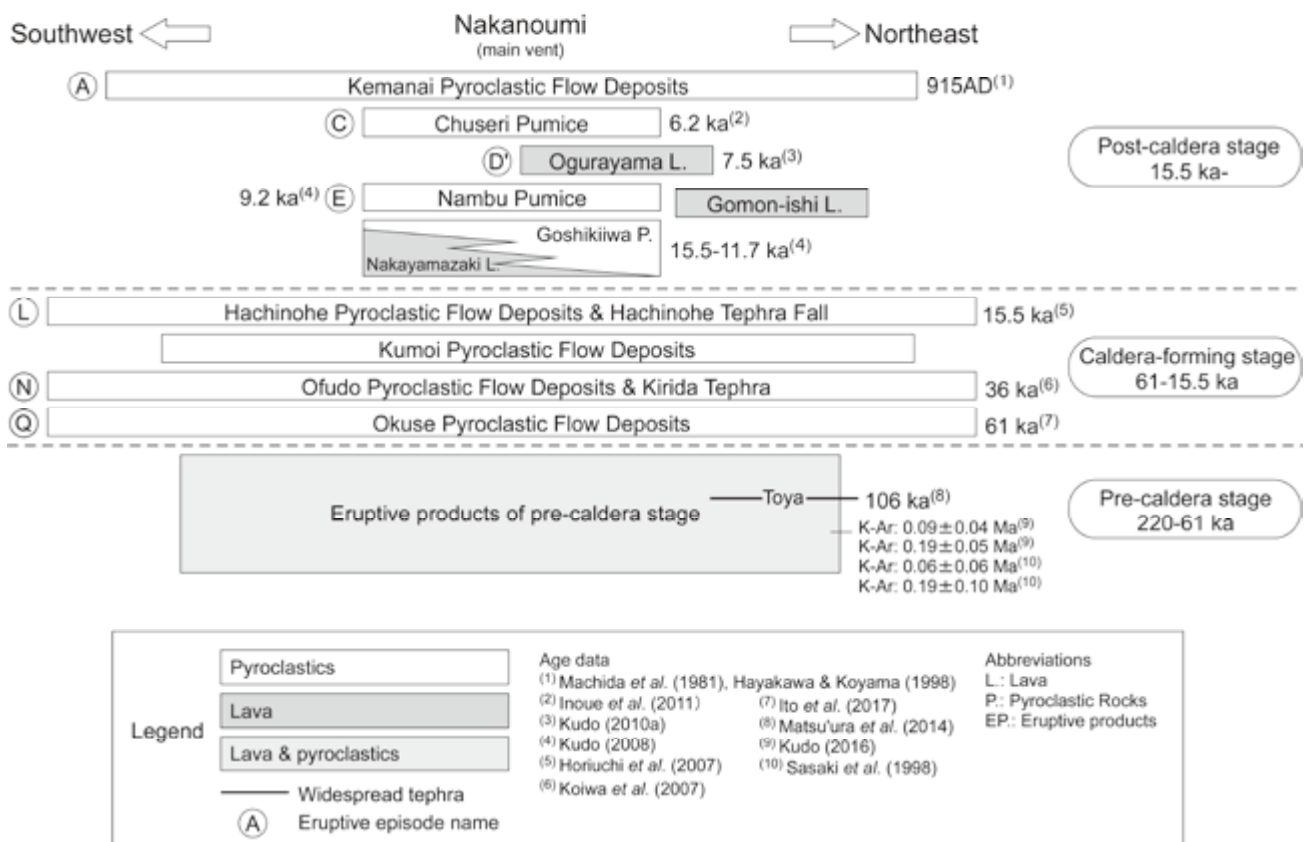 Southwest
Nakanoumi
(main vent)
Northeast
A
Kemanai Pyroclastic Flow Deposits
915AD(1)
C
Chuseri Pumice
6.2 ka(2)
D'
Ogurayama L.
7.5 ka(3)
Post-caldera stage
15.5 ka-
9.2 ka(4)
E
Nambu Pumice
Gomon-ishi L.
Goshikiiwa P.
Nakayamazaki L.
15.5-11.7 ka(4)
L
Hachinohe Pyroclastic Flow Deposits & Hachinohe Tephra Fall
15.5 ka(5)
Kumoi Pyroclastic Flow Deposits
Caldera-forming stage
61-15.5 ka
N
Ofudo Pyroclastic Flow Deposits & Kirida Tephra
36 ka(6)
Q
Okuse Pyroclastic Flow Deposits
61 ka(7)
Eruptive products of pre-caldera stage
Toya
106 ka(8)
Pre-caldera stage
220-61 ka
K-Ar: 0.09±0.04 Ma(9)
K-Ar: 0.19±0.05 Ma(9)
K-Ar: 0.06±0.06 Ma(10)
K-Ar: 0.19±0.10 Ma(10)
Legend
Pyroclastics
Lava
Lava & pyroclastics
Widespread tephra
A
Eruptive episode name
Age data
(1) Machida et al. (1981), Hayakawa & Koyama (1998)
(2) Inoue et al. (2011)
(3) Kudo (2010a)
(4) Kudo (2008)
(5) Horiuchi et al. (2007)
(6) Koiwa et al. (2007)
(7) Ito et al. (2017)
(8) Matsu'ura et al. (2014)
(9) Kudo (2016)
(10) Sasaki et al. (1998)
Abbreviations
L.: Lava
P.: Pyroclastic Rocks
EP.: Eruptive products